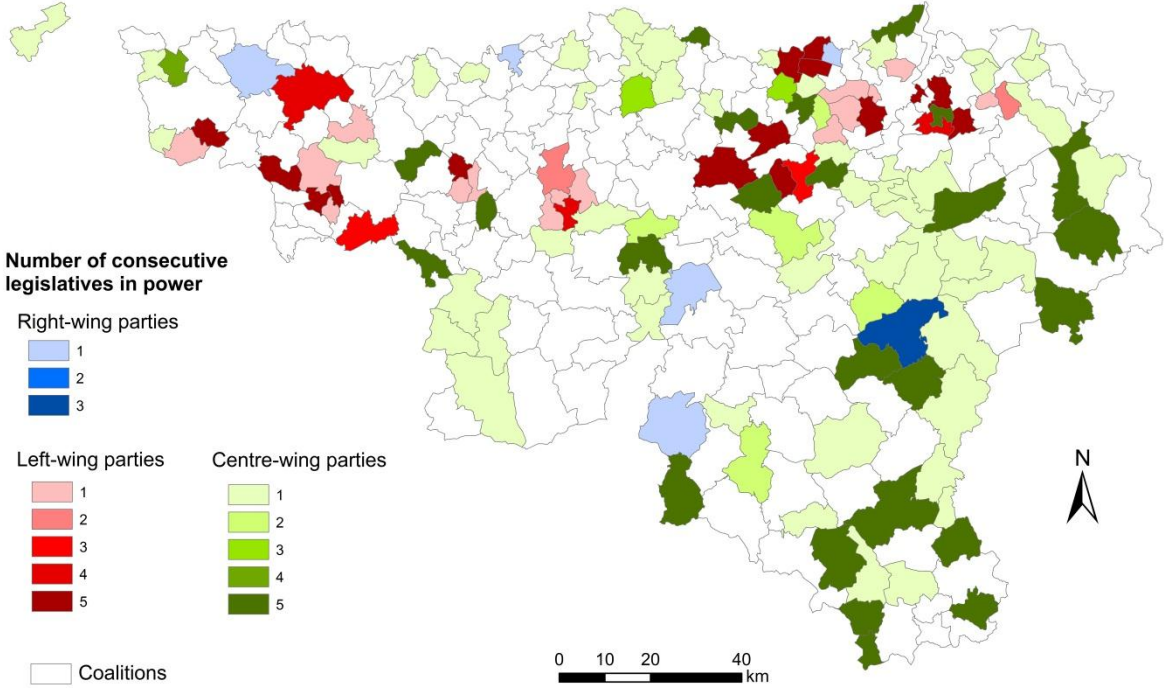 Number of consecutive
legislatives in power
Right-wing parties
1
2
3
Left-wing parties
1
2
3
4
5
Centre-wing parties
1
2
3
4
5
Coalitions
N
0 10 20 40
km